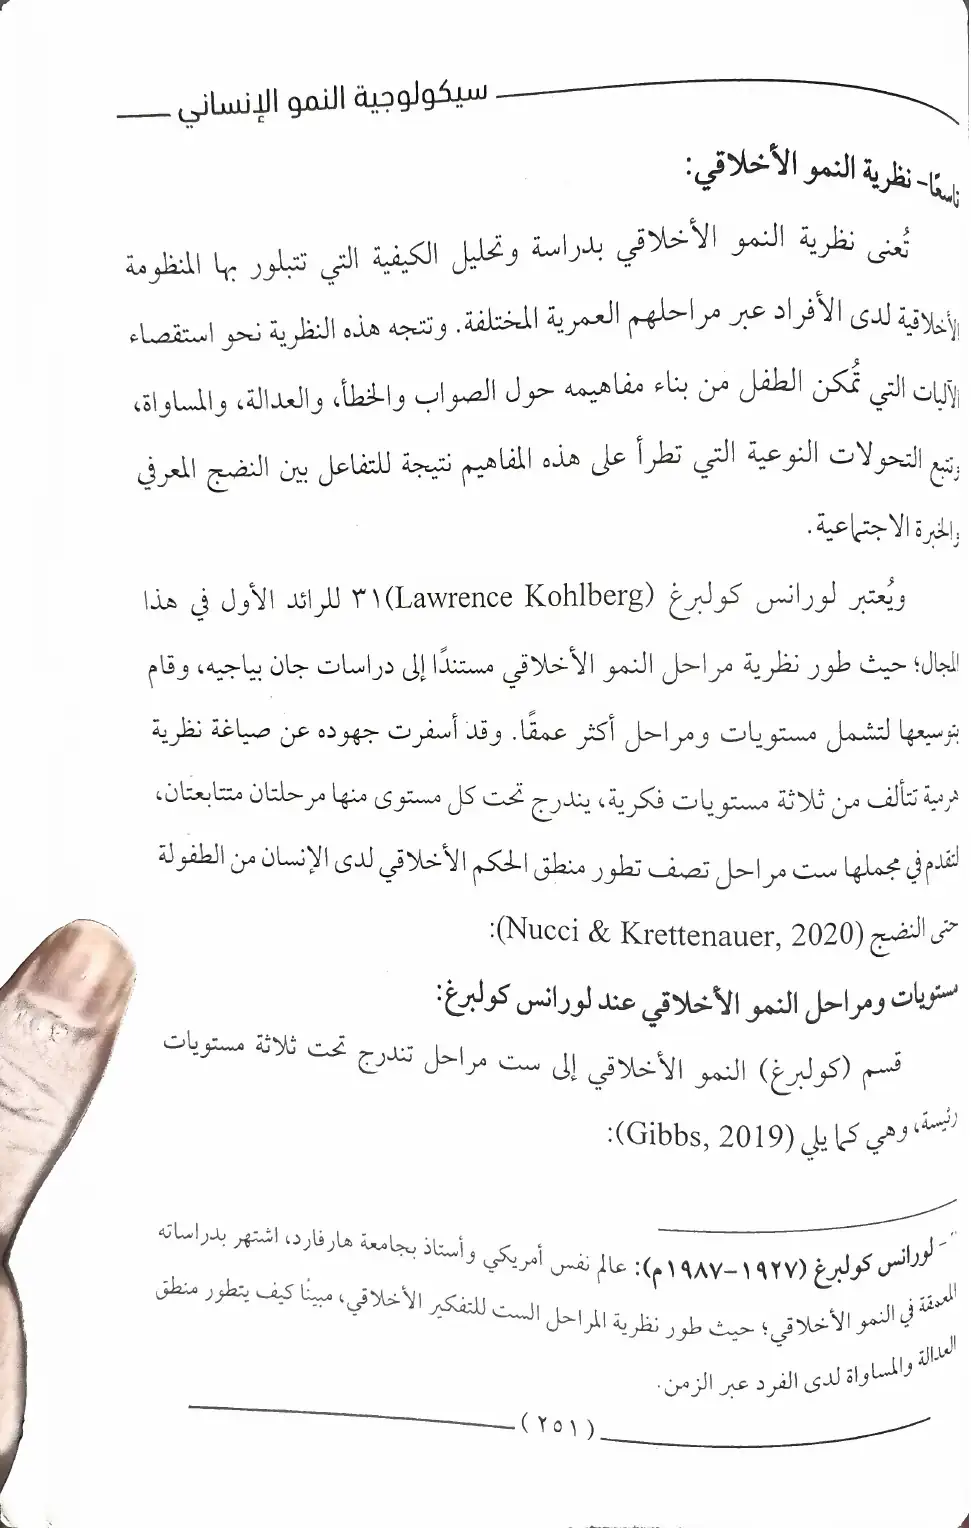 سيكولوجية النمو الإنساني
تاسعًا- نظرية النمو الأخلاقي:
تُعنى نظرية النمو الأخلاقي بدراسة وتحليل الكيفية التي تتبلور بها المنظومة
الأخلاقية لدى الأفراد عبر مراحلهم العمرية المختلفة. وتتجه هذه النظرية نحو استقصاء
الآليات التي تُمكن الطفل من بناء مفاهيمه حول الصواب والخطأ، والعدالة، والمساواة،
وتتبع التحولات النوعية التي تطرأ على هذه المفاهيم نتيجة للتفاعل بين النضج المعرفي
والخبرة الاجتماعية.
ويُعتبر لورانس كولبرغ (Lawrence Kohlberg)٣١ للرائد الأول في هذا
المجال؛ حيث طور نظرية مراحل النمو الأخلاقي مستندًا إلى دراسات جان بياجيه، وقام
بتوسيعها لتشمل مستويات ومراحل أكثر عمقًا. وقد أسفرت جهوده عن صياغة نظرية
هرمية تتألف من ثلاثة مستويات فكرية، يندرج تحت كل مستوى منها مرحلتان متتابعتان،
لتقدم في مجملها ست مراحل تصف تطور منطق الحكم الأخلاقي لدى الإنسان من الطفولة
حتى النضج (Nucci & Krettenauer, 2020):
مستويات ومراحل النمو الأخلاقي عند لورانس كولبرغ:
قسم (كولبرغ) النمو الأخلاقي إلى ست مراحل تندرج تحت ثلاثة مستويات
رئيسة، وهي كما يلي (Gibbs, 2019):
- لورانس كولبرغ (١٩٢٧-١٩٨٧م): عالم نفس أمريكي وأستاذ بجامعة هارفارد، اشتهر بدراساته
المعمقة في النمو الأخلاقي؛ حيث طور نظرية المراحل الست للتفكير الأخلاقي، مبينًا كيف يتطور منطق
العدالة والمساواة لدى الفرد عبر الزمن.
(٢٥١)